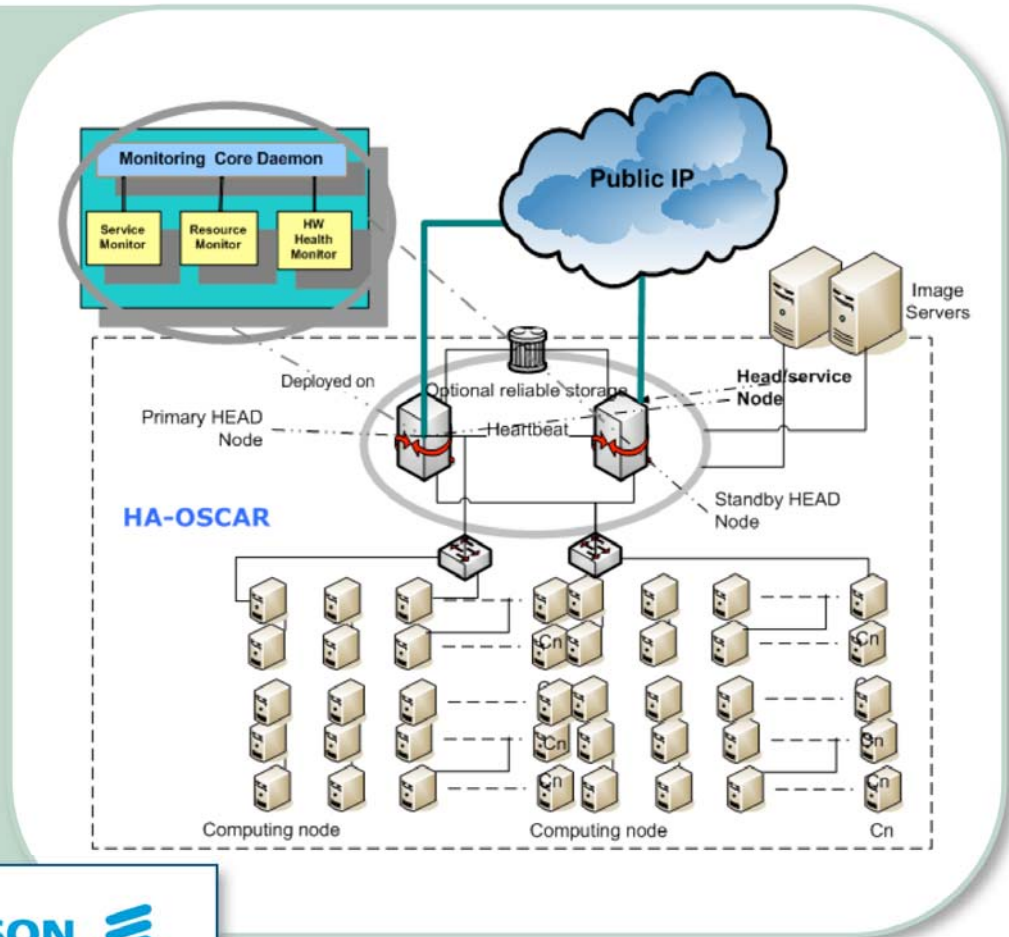 Monitoring Core Daemon
Service
Monitor
Resource
Monitor
HW
Health
Monitor
Public IP
Image
Servers
Deployed on
Optional reliable storage
Head/service
Node
Primary HEAD
Node
Heartbeat
Standby HEAD
Node
HA-OSCAR
Cn
Cn
Cn
Cn
Cn
Computing node
Computing node
Cn